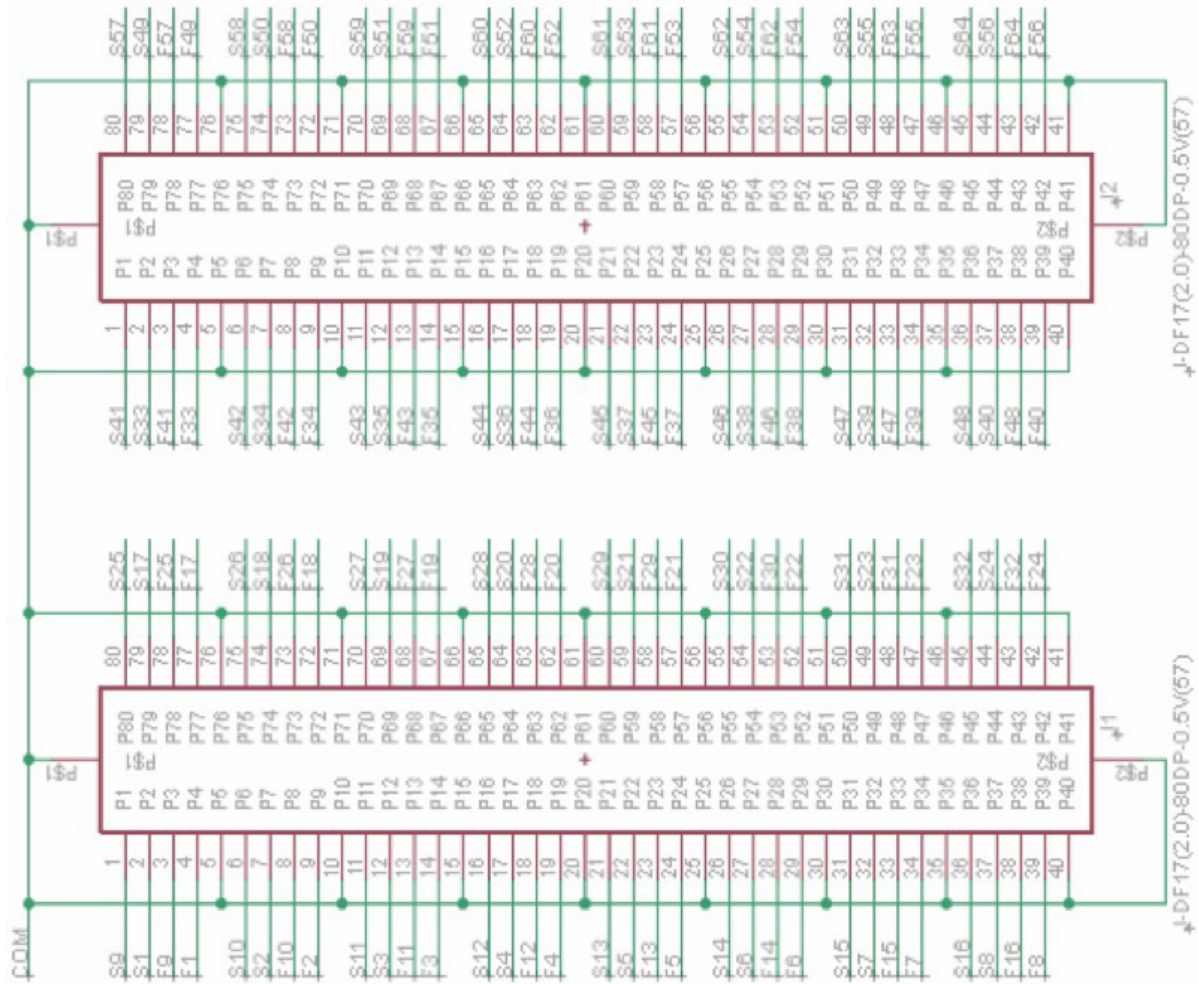 S57 S49 F57 F49 S58 S50 F58 F50 S59 S51 F59 F51 S60 S52 F60 F52 S61 S53 F61 F53 S62 S54 F62 F54 S63 S55 F63 F55 S64 S56 F64 F56
80 79 78 77 76 75 74 73 72 71 70 69 68 67 66 65 64 63 62 61 60 59 58 57 56 55 54 53 52 51 50 49 48 47 46 45 44 43 42 41
P80 P79 P78 P77 P76 P75 P74 P73 P72 P71 P70 P69 P68 P67 P66 P65 P64 P63 P62 P61 P60 P59 P58 P57 P56 P55 P54 P53 P52 P51 P50 P49 P48 P47 P46 P45 P44 P43 P42 P41
J2
P$1 P$1 P$2 P$2
P1 P2 P3 P4 P5 P6 P7 P8 P9 P10 P11 P12 P13 P14 P15 P16 P17 P18 P19 P20 P21 P22 P23 P24 P25 P26 P27 P28 P29 P30 P31 P32 P33 P34 P35 P36 P37 P38 P39 P40
1 2 3 4 5 6 7 8 9 10 11 12 13 14 15 16 17 18 19 20 21 22 23 24 25 26 27 28 29 30 31 32 33 34 35 36 37 38 39 40
J-DF17(2.0)-80DP-0.5V(57)
S41 S33 F41 F33 S42 S34 F42 F34 S43 S35 F43 F35 S44 S36 F44 F36 S45 S37 F45 F37 S46 S38 F46 F38 S47 S39 F47 F39 S48 S40 F48 F40
S25 S17 F25 F17 S26 S18 F26 F18 S27 S19 F27 F19 S28 S20 F28 F20 S29 S21 F29 F21 S30 S22 F30 F22 S31 S23 F31 F23 S32 S24 F32 F24
80 79 78 77 76 75 74 73 72 71 70 69 68 67 66 65 64 63 62 61 60 59 58 57 56 55 54 53 52 51 50 49 48 47 46 45 44 43 42 41
P80 P79 P78 P77 P76 P75 P74 P73 P72 P71 P70 P69 P68 P67 P66 P65 P64 P63 P62 P61 P60 P59 P58 P57 P56 P55 P54 P53 P52 P51 P50 P49 P48 P47 P46 P45 P44 P43 P42 P41
J1
P$1 P$1 P$2 P$2
P1 P2 P3 P4 P5 P6 P7 P8 P9 P10 P11 P12 P13 P14 P15 P16 P17 P18 P19 P20 P21 P22 P23 P24 P25 P26 P27 P28 P29 P30 P31 P32 P33 P34 P35 P36 P37 P38 P39 P40
1 2 3 4 5 6 7 8 9 10 11 12 13 14 15 16 17 18 19 20 21 22 23 24 25 26 27 28 29 30 31 32 33 34 35 36 37 38 39 40
J-DF17(2.0)-80DP-0.5V(57)
COM
S9 S1 F9 F1 S10 S2 F10 F2 S11 S3 F11 F3 S12 S4 F12 F4 S13 S5 F13 F5 S14 S6 F14 F6 S15 S7 F15 F7 S16 S8 F16 F8